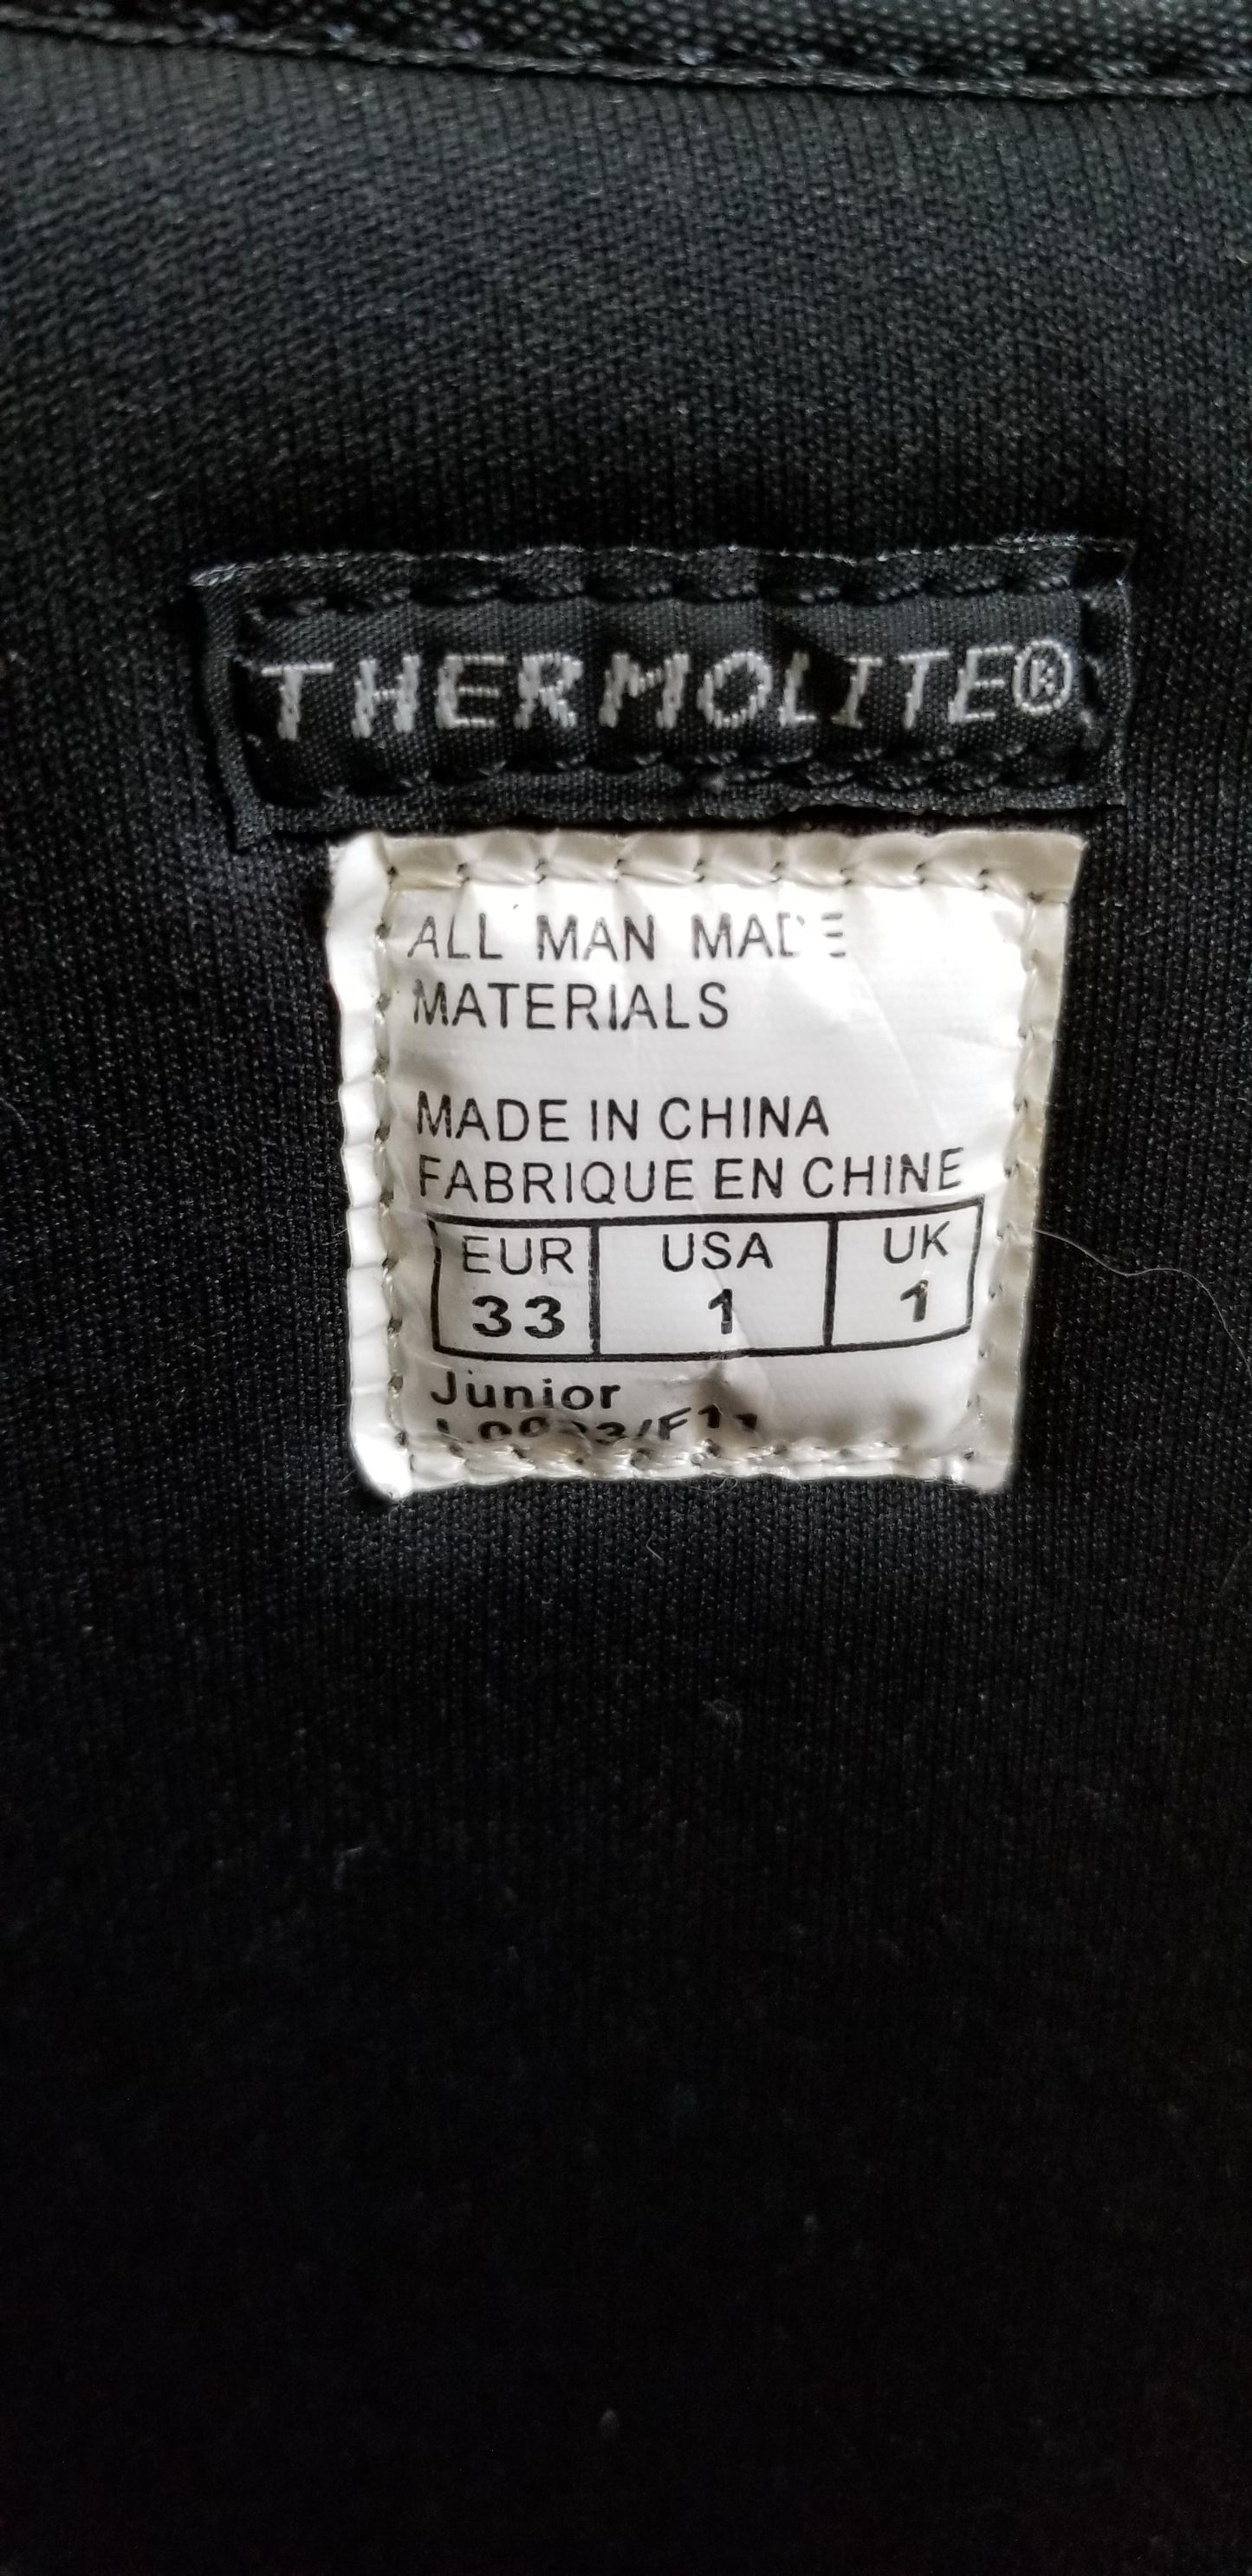 THERMOLITE®
ALL MAN MADE
MATERIALS
MADE IN CHINA
FABRIQUE EN CHINE
EUR USA UK
33 1 1
Junior